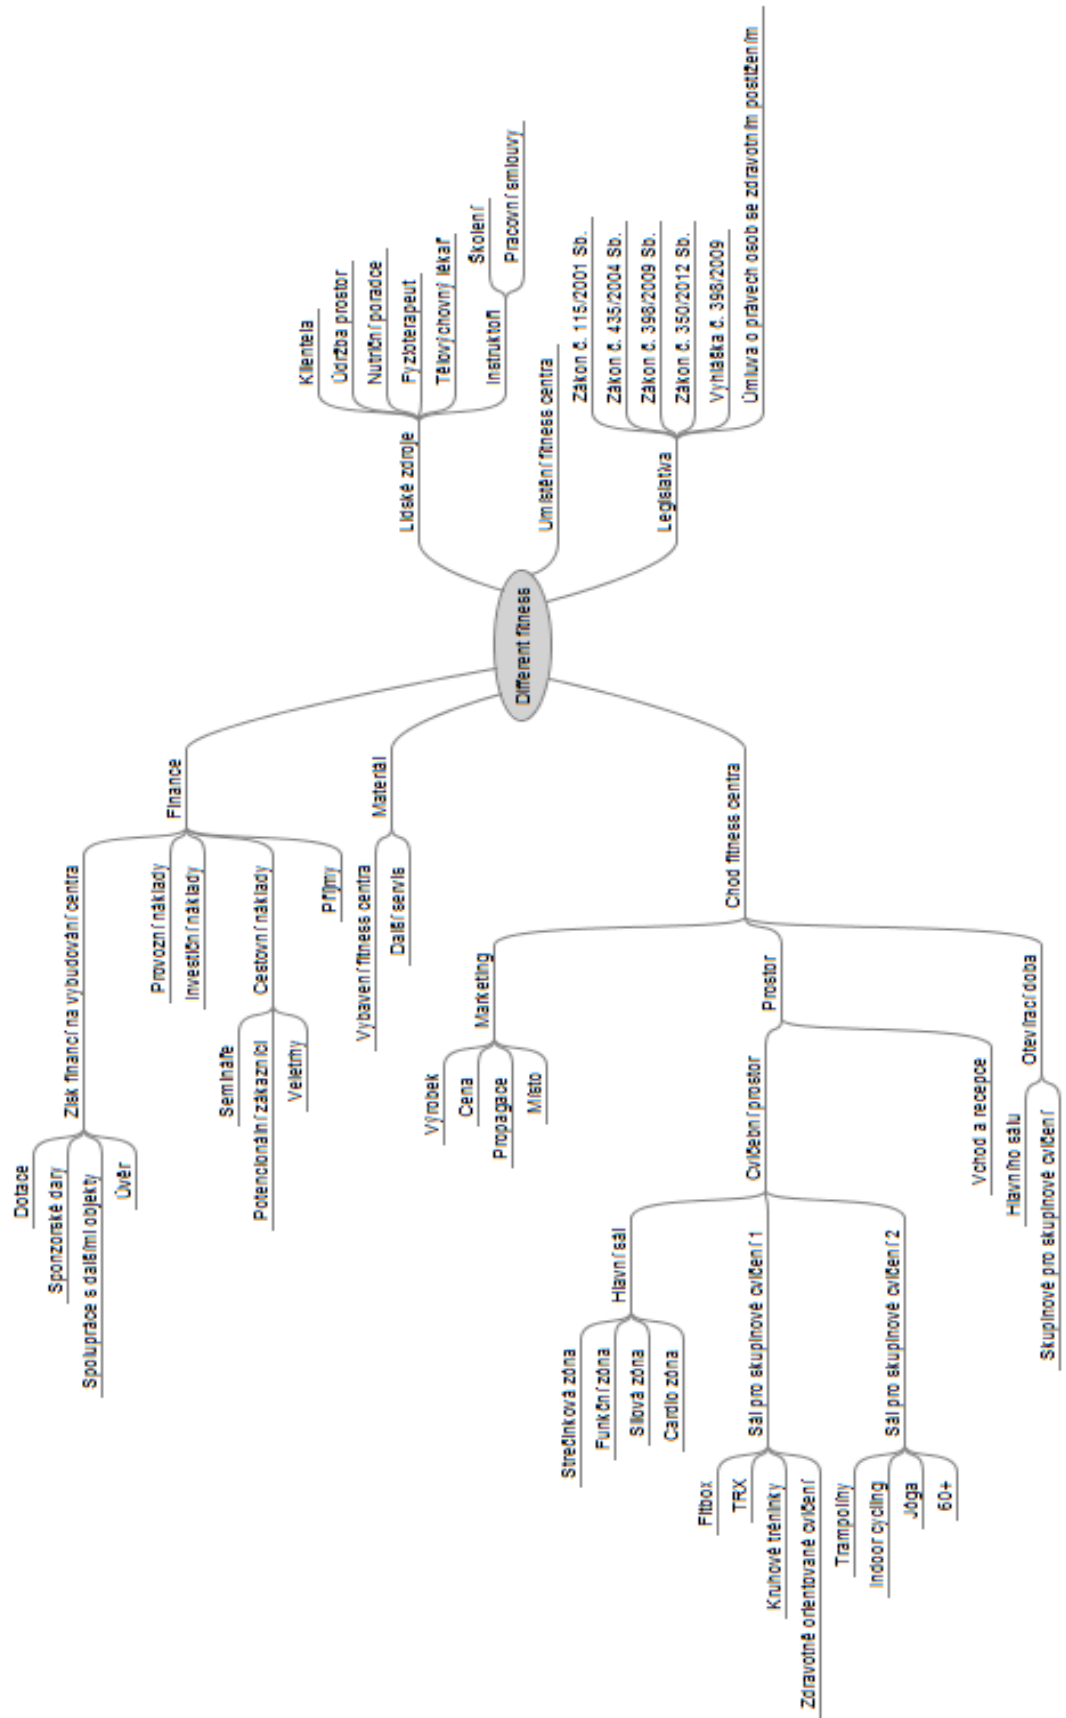 Different fitness
Finance
Získ financí na vybudování centra
Dotace
Sponzorské dary
Spolupráce s dalšími objekty
Úvěr
Provozní náklady
Investiční náklady
Cestovní náklady
Semináře
Potencionální zákazníci
Veletrhy
Příjmy
Materiál
Vybavení fitness centra
Další servis
Chod fitness centra
Marketing
Výrobek
Cena
Propagace
Místo
Prostor
Cvičební prostor
Hlavní sál
Strečinková zóna
Funkční zóna
Silová zóna
Cardio zóna
Sál pro skupinové cvičení 1
Fitbox
TRX
Kruhové tréninky
Zdravotně orientované cvičení
Sál pro skupinové cvičení 2
Trampolíny
Indoor cycling
Jóga
60+
Vchod a recepce
Otevírací doba
Hlavního sálu
Skupinové pro skupinové cvičení
Lidské zdroje
Klientela
Údržba prostor
Nutriční poradce
Fyzioterapeut
Tělovýchovný lékař
Instruktoři
Školení
Pracovní smlouvy
Umístění fitness centra
Legislativa
Zákon č. 115/2001 Sb.
Zákon č. 435/2004 Sb.
Zákon č. 398/2009 Sb.
Zákon č. 350/2012 Sb.
Vyhláška č. 398/2009
Úmluva o právech osob se zdravotním postižením